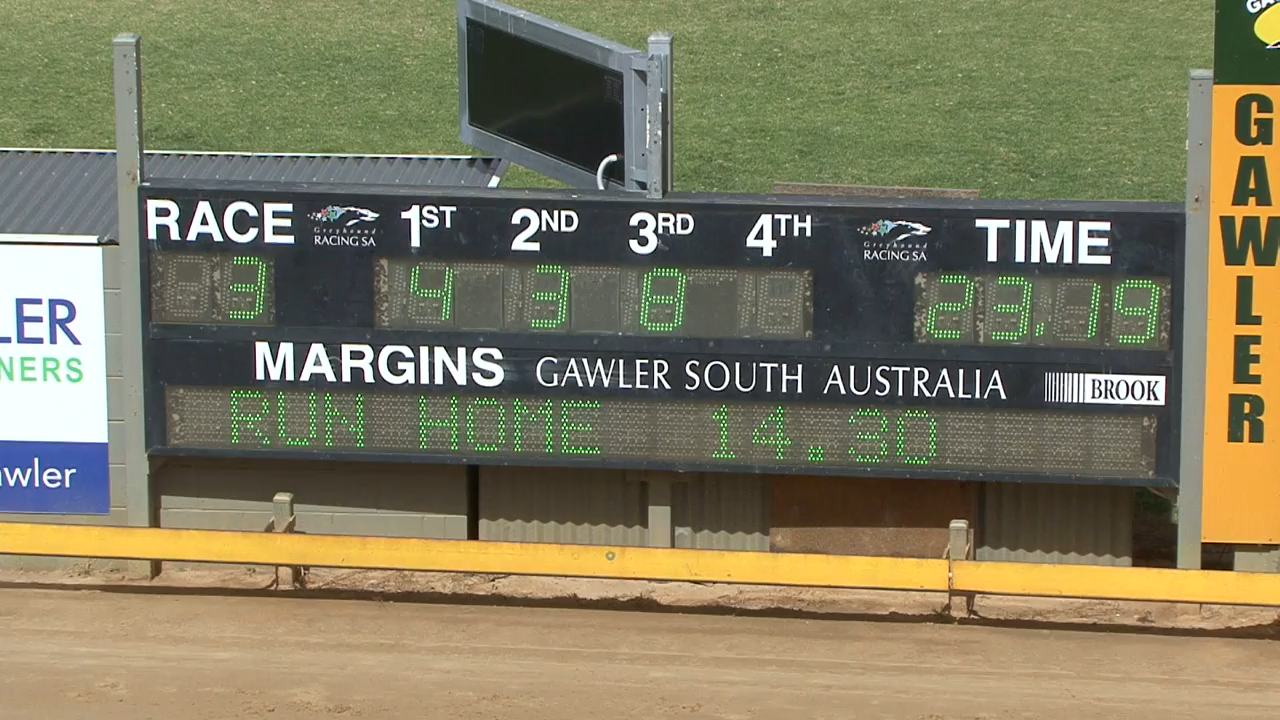 RACE 1ST 2ND 3RD 4TH TIME
Greyhound RACING SA
Greyhound RACING SA
3 4 3 8 23.19
MARGINS GAWLER SOUTH AUSTRALIA BROOK
RUN HOME 14.30
LER
NERS
awler
GA
GAWLER